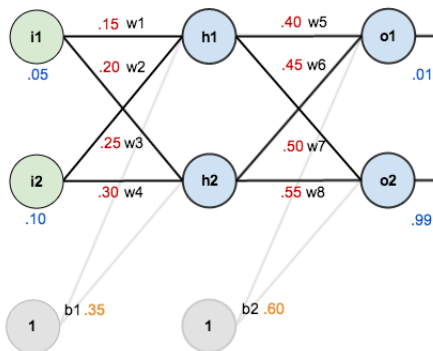 .15 w1
.40 w5
i1
h1
o1
.20 w2
.45 w6
.05
.01
.25 w3
.50 w7
i2
.30 w4
h2
.55 w8
o2
.10
.99
b1 .35
b2 .60
1
1